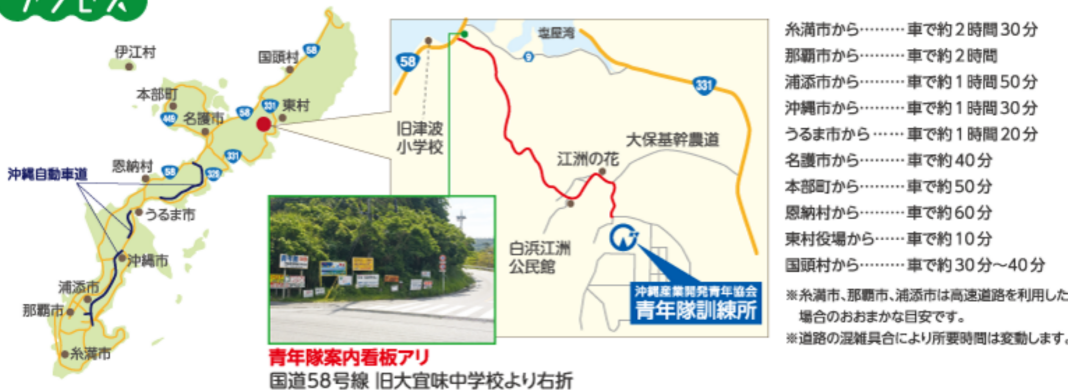 アクセス
伊江村
国頭村
58
本部町
449
58
331
東村
名護市
恩納村
58
331
329
沖縄自動車道
うるま市
沖縄市
浦添市
那覇市
糸満市
58
塩屋湾
9
331
旧津波
小学校
江洲の花
大保基幹農道
白浜江洲
公民館
沖縄産業開発青年協会
青年隊訓練所
青年隊案内看板アリ
国道58号線 旧大宜味中学校より右折
糸満市から………車で約2時間30分
那覇市から………車で約2時間
浦添市から………車で約1時間50分
沖縄市から………車で約1時間30分
うるま市から……車で約1時間20分
名護市から………車で約40分
本部町から………車で約50分
恩納村から………車で約60分
東村役場から……車で約10分
国頭村から………車で約30分〜40分
※糸満市、那覇市、浦添市は高速道路を利用した
場合のおおまかな目安です。
※道路の混雑具合により所要時間は変動します。